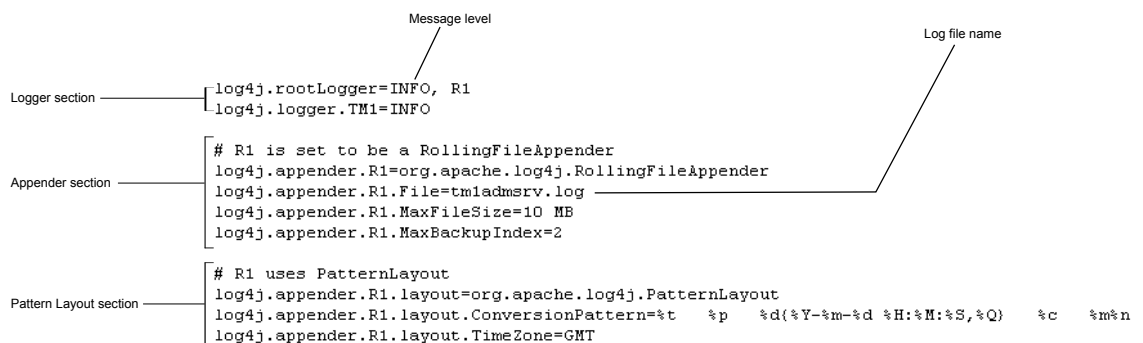 Message level
Log file name
Logger section
log4j.rootLogger=INFO, R1
log4j.logger.TM1=INFO
# R1 is set to be a RollingFileAppender
Appender section
log4j.appender.R1=org.apache.log4j.RollingFileAppender
log4j.appender.R1.File=tm1admsrv.log
log4j.appender.R1.MaxFileSize=10 MB
log4j.appender.R1.MaxBackupIndex=2
# R1 uses PatternLayout
Pattern Layout section
log4j.appender.R1.layout=org.apache.log4j.PatternLayout
log4j.appender.R1.layout.ConversionPattern=%t   %p   %d{%Y-%m-%d %H:%M:%S,%Q}   %c   %m%n
log4j.appender.R1.layout.TimeZone=GMT